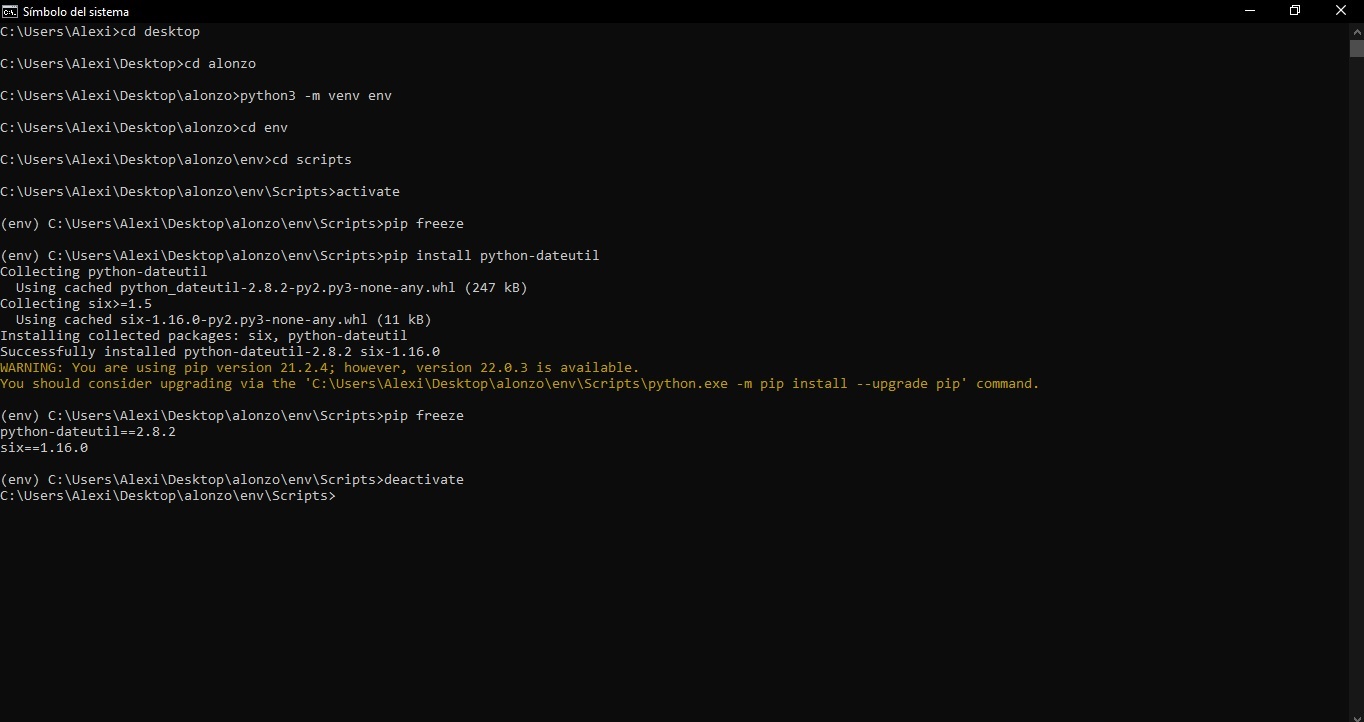 Símbolo del sistema
C:\Users\Alexi>cd desktop
C:\Users\Alexi\Desktop>cd alonzo
C:\Users\Alexi\Desktop\alonzo>python3 -m venv env
C:\Users\Alexi\Desktop\alonzo>cd env
C:\Users\Alexi\Desktop\alonzo\env>cd scripts
C:\Users\Alexi\Desktop\alonzo\env\Scripts>activate
(env) C:\Users\Alexi\Desktop\alonzo\env\Scripts>pip freeze
(env) C:\Users\Alexi\Desktop\alonzo\env\Scripts>pip install python-dateutil
Collecting python-dateutil
  Using cached python_dateutil-2.8.2-py2.py3-none-any.whl (247 kB)
Collecting six>=1.5
  Using cached six-1.16.0-py2.py3-none-any.whl (11 kB)
Installing collected packages: six, python-dateutil
Successfully installed python-dateutil-2.8.2 six-1.16.0
WARNING: You are using pip version 21.2.4; however, version 22.0.3 is available.
You should consider upgrading via the 'C:\Users\Alexi\Desktop\alonzo\env\Scripts\python.exe -m pip install --upgrade pip' command.
(env) C:\Users\Alexi\Desktop\alonzo\env\Scripts>pip freeze
python-dateutil==2.8.2
six==1.16.0
(env) C:\Users\Alexi\Desktop\alonzo\env\Scripts>deactivate
C:\Users\Alexi\Desktop\alonzo\env\Scripts>